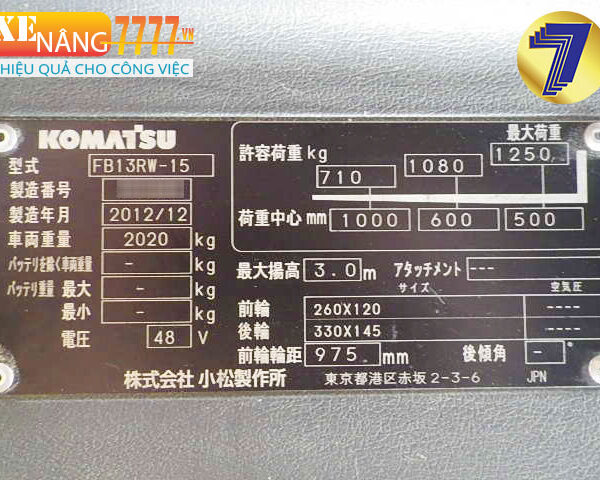 XE
NÂNG 7777.VN
HIỆU QUẢ CHO CÔNG VIỆC
7
KOMATSU
型式 FB13RW-15
製造番号
製造年月 2012/12
車両重量 2020 kg
バッテリを除く車両重量 - kg
バッテリ重量 最大 - kg
最小 - kg
電圧 48 V
最大荷重
許容荷重 kg 710 1080 1250
荷重中心 mm 1000 600 500
最大揚高 3.0 m アタッチメント ---
サイズ 空気圧
前輪 260X120 ----
後輪 330X145 ----
前輪輪距 975 mm 後傾角 - °
株式会社 小松製作所 東京都港区赤坂 2-3-6 JPN